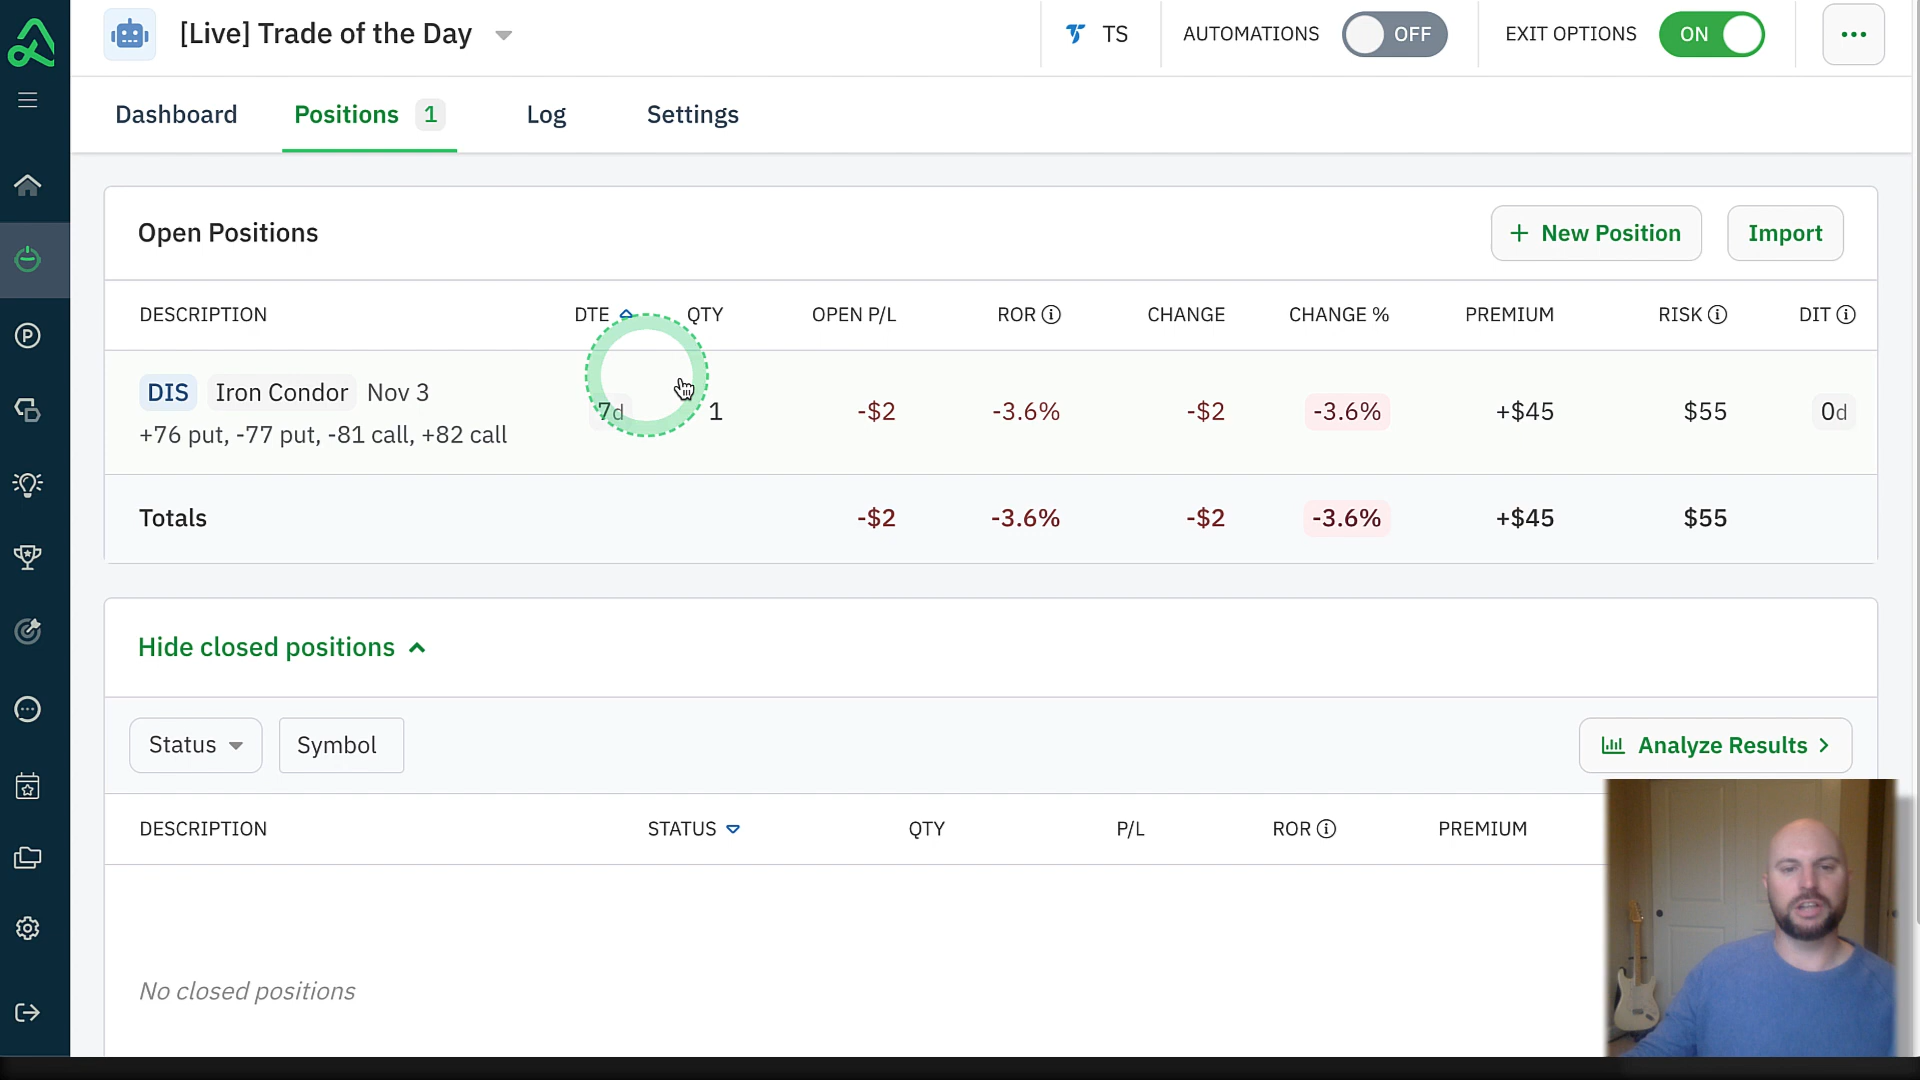 [Live] Trade of the Day
TS
AUTOMATIONS
OFF
EXIT OPTIONS
ON
Dashboard
Positions 1
Log
Settings
Open Positions
+ New Position
Import
DESCRIPTION DTE QTY OPEN P/L ROR CHANGE CHANGE % PREMIUM RISK DIT
DIS Iron Condor Nov 3
+76 put, -77 put, -81 call, +82 call
7d 1 -$2 -3.6% -$2 -3.6% +$45 $55 0d
Totals -$2 -3.6% -$2 -3.6% +$45 $55
Hide closed positions
Status
Symbol
Analyze Results
DESCRIPTION STATUS QTY P/L ROR PREMIUM
No closed positions